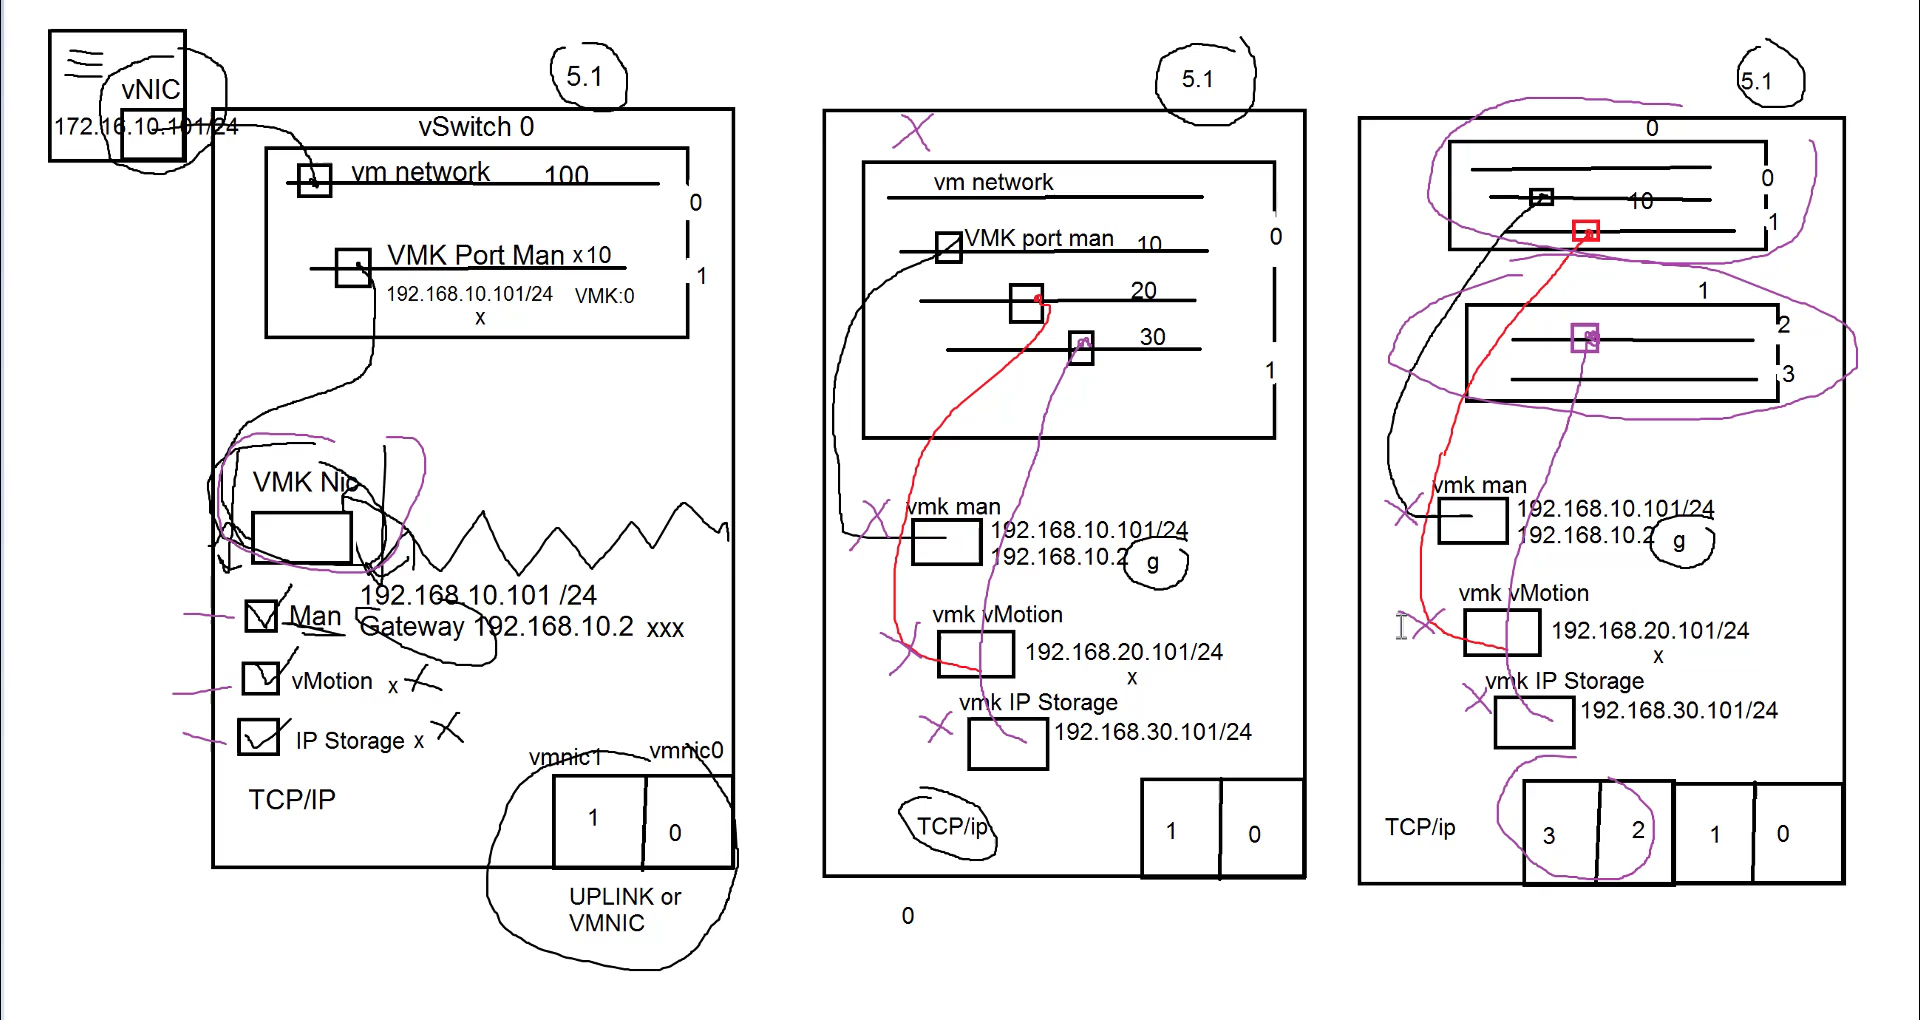 vNIC
172.16.10.101/24
5.1
vSwitch 0
vm network 100
0
VMK Port Man x 10
1
192.168.10.101/24 VMK:0
x
VMK Nic
192.168.10.101 /24
Man
Gateway 192.168.10.2 xxx
vMotion x
IP Storage x
vmnic1 vmnic0
TCP/IP
1 0
UPLINK or
VMNIC
5.1
vm network
VMK port man 10
0
20
30
1
vmk man
192.168.10.101/24
192.168.10.2 g
vmk vMotion
192.168.20.101/24
x
vmk IP Storage
192.168.30.101/24
TCP/ip
1 0
0
5.1
0
0
10
1
1
2
3
vmk man
192.168.10.101/24
192.168.10.2 g
vmk vMotion
192.168.20.101/24
x
vmk IP Storage
192.168.30.101/24
TCP/ip
3 2 1 0